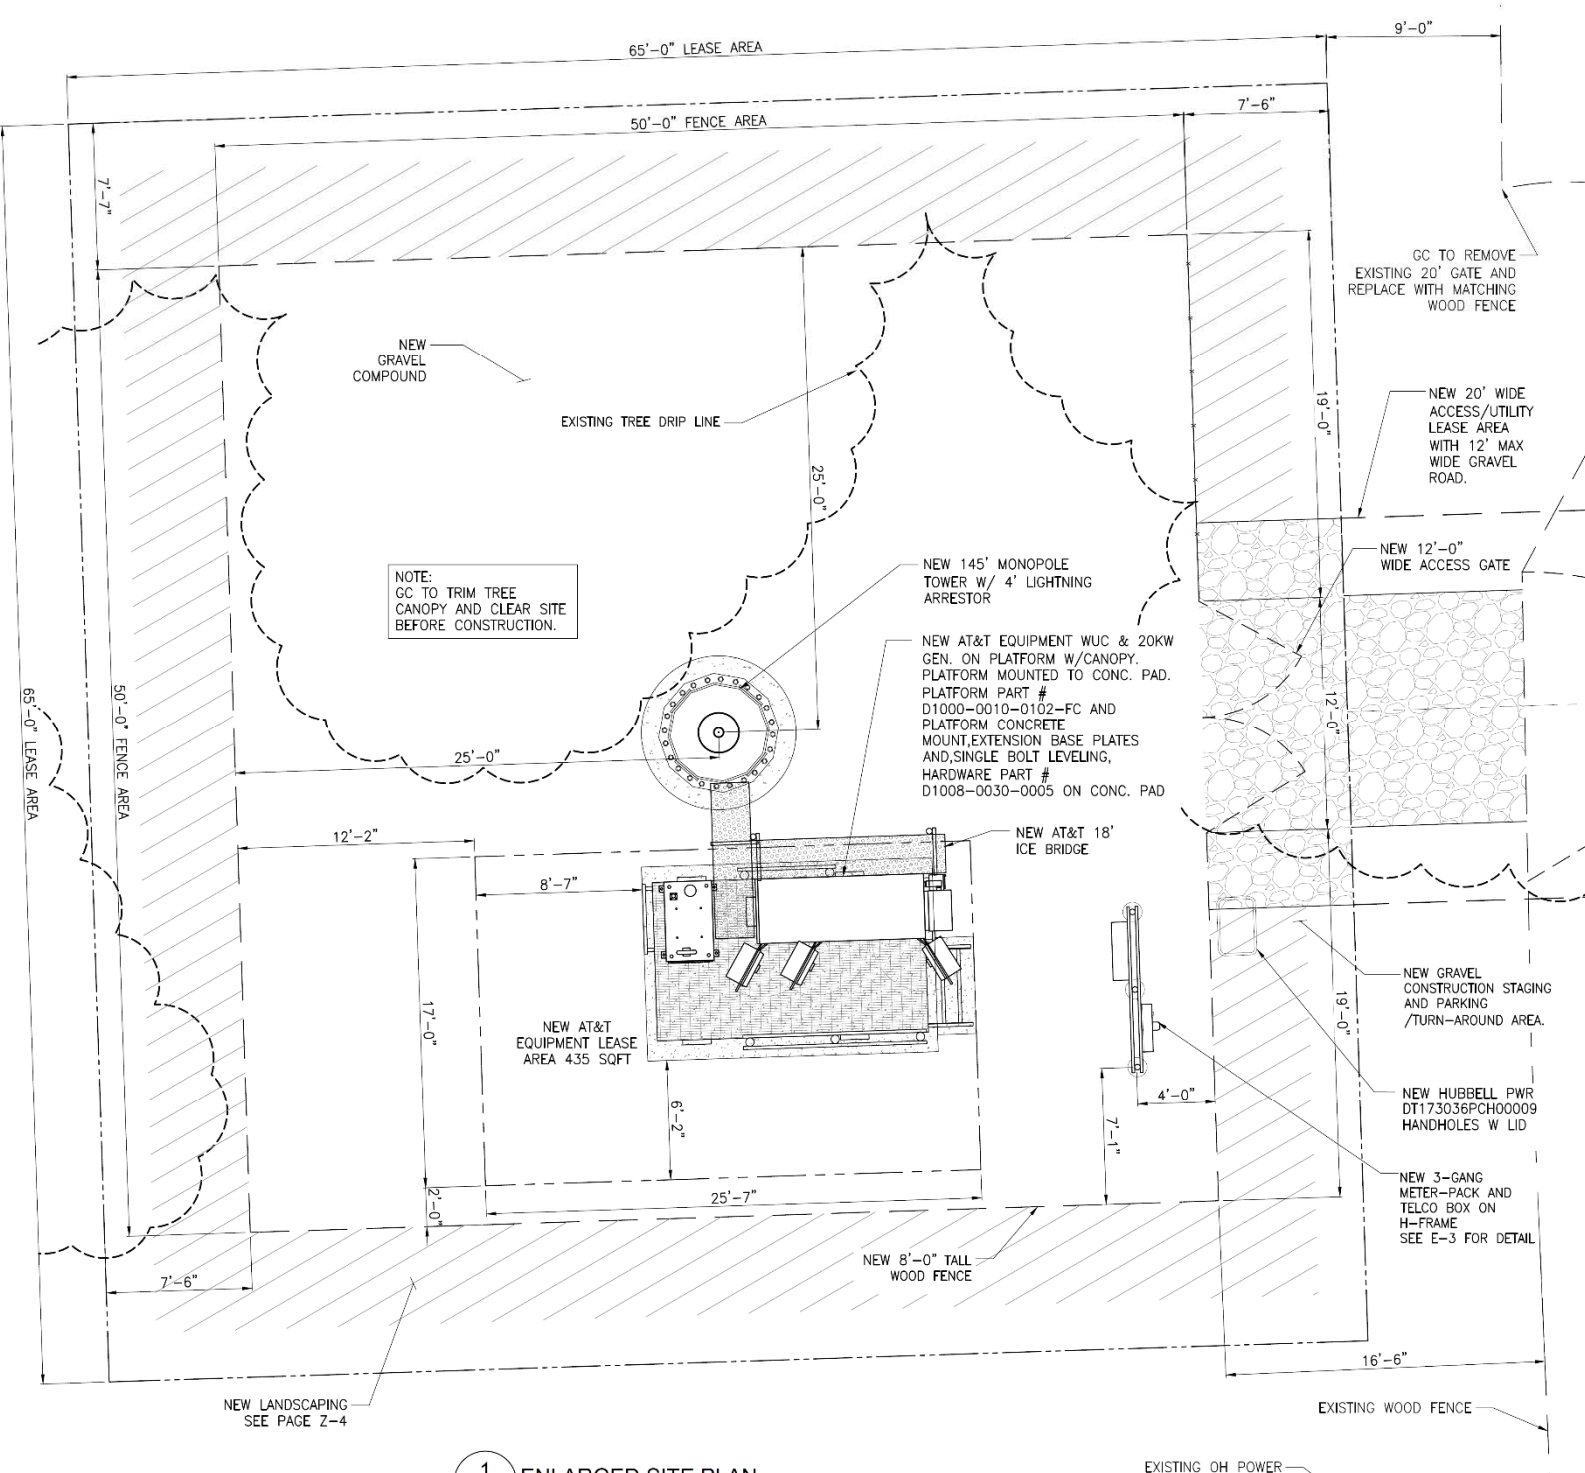 65'-0" LEASE AREA
9'-0"
50'-0" FENCE AREA
7'-6"
7'-7"
GC TO REMOVE
EXISTING 20' GATE AND
REPLACE WITH MATCHING
WOOD FENCE
NEW
GRAVEL
COMPOUND
EXISTING TREE DRIP LINE
25'-0"
19'-0"
NEW 20' WIDE
ACCESS/UTILITY
LEASE AREA
WITH 12' MAX
WIDE GRAVEL
ROAD.
NEW 12'-0"
WIDE ACCESS GATE
NOTE:
GC TO TRIM TREE
CANOPY AND CLEAR SITE
BEFORE CONSTRUCTION.
NEW 145' MONOPOLE
TOWER W/ 4' LIGHTNING
ARRESTOR
NEW AT&T EQUIPMENT WUC & 20KW
GEN. ON PLATFORM W/CANOPY.
PLATFORM MOUNTED TO CONC. PAD.
PLATFORM PART #
D1000-0010-0102-FC AND
PLATFORM CONCRETE
MOUNT,EXTENSION BASE PLATES
AND,SINGLE BOLT LEVELING,
HARDWARE PART #
D1008-0030-0005 ON CONC. PAD
65'-0" LEASE AREA
50'-0" FENCE AREA
12'-0"
25'-0"
12'-2"
NEW AT&T 18'
ICE BRIDGE
8'-7"
17'-0"
NEW AT&T
EQUIPMENT LEASE
AREA 435 SQFT
NEW GRAVEL
CONSTRUCTION STAGING
AND PARKING
/TURN-AROUND AREA.
19'-0"
6'-2"
4'-0"
7'-1"
NEW HUBBELL PWR
DT173036PCH00009
HANDHOLES W LID
2'-0"
25'-7"
NEW 3-GANG
METER-PACK AND
TELCO BOX ON
H-FRAME
SEE E-3 FOR DETAIL
NEW 8'-0" TALL
WOOD FENCE
7'-6"
16'-6"
NEW LANDSCAPING
SEE PAGE Z-4
EXISTING WOOD FENCE
1
ENLARGED SITE PLAN
EXISTING OH POWER